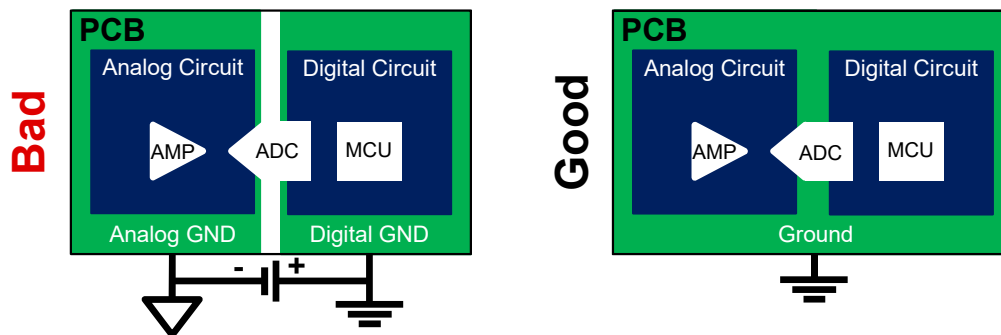 Bad
PCB
Analog Circuit
Digital Circuit
AMP
ADC
MCU
Analog GND
Digital GND
- +
Good
PCB
Analog Circuit
Digital Circuit
AMP
ADC
MCU
Ground